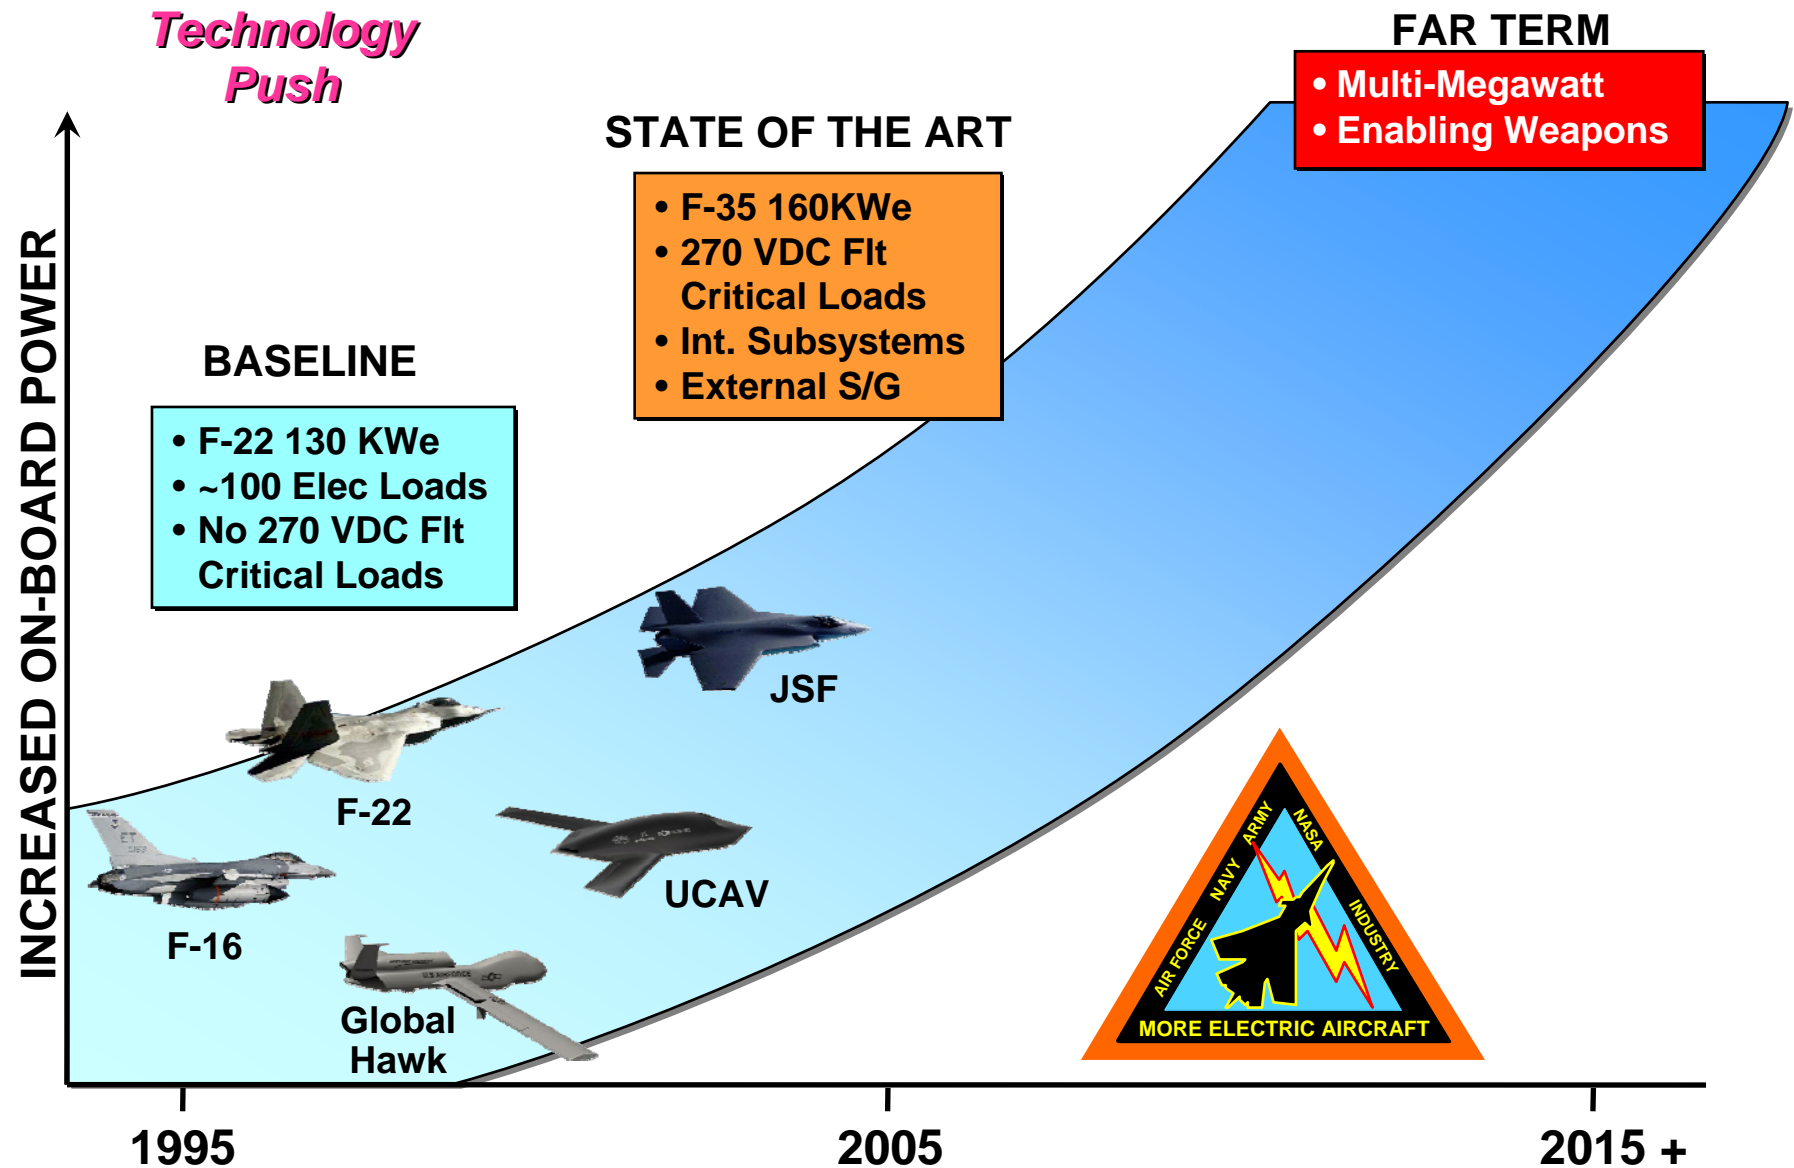 Technology
Push
FAR TERM
• Multi-Megawatt
• Enabling Weapons
STATE OF THE ART
• F-35 160KWe
• 270 VDC Flt
Critical Loads
• Int. Subsystems
• External S/G
BASELINE
• F-22 130 KWe
• ~100 Elec Loads
• No 270 VDC Flt
Critical Loads
INCREASED ON-BOARD POWER
JSF
F-22
UCAV
ET
F-16
U.S. AIR FORCE
Global
Hawk
AIR FORCE NAVY ARMY
NASA INDUSTRY
MORE ELECTRIC AIRCRAFT
1995
2005
2015 +